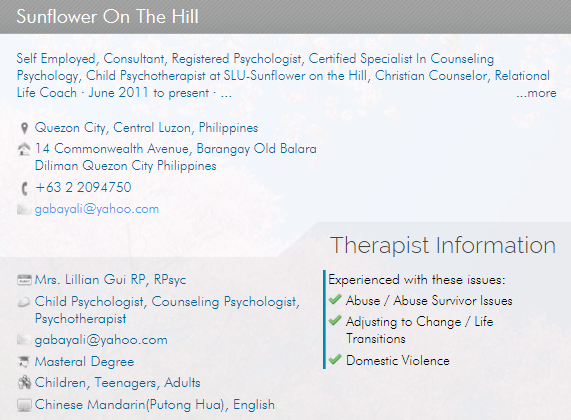 Sunflower On The Hill
Self Employed, Consultant, Registered Psychologist, Certified Specialist In Counseling
Psychology, Child Psychotherapist at SLU-Sunflower on the Hill, Christian Counselor, Relational
Life Coach · June 2011 to present · ... ...more
Quezon City, Central Luzon, Philippines
14 Commonwealth Avenue, Barangay Old Balara
Diliman Quezon City Philippines
+63 2 2094750
gabayali@yahoo.com
Therapist Information
Mrs. Lillian Gui RP, RPsyc
Child Psychologist, Counseling Psychologist,
Psychotherapist
gabayali@yahoo.com
Masteral Degree
Children, Teenagers, Adults
Chinese Mandarin(Putong Hua), English
Experienced with these issues:
Abuse / Abuse Survivor Issues
Adjusting to Change / Life
Transitions
Domestic Violence